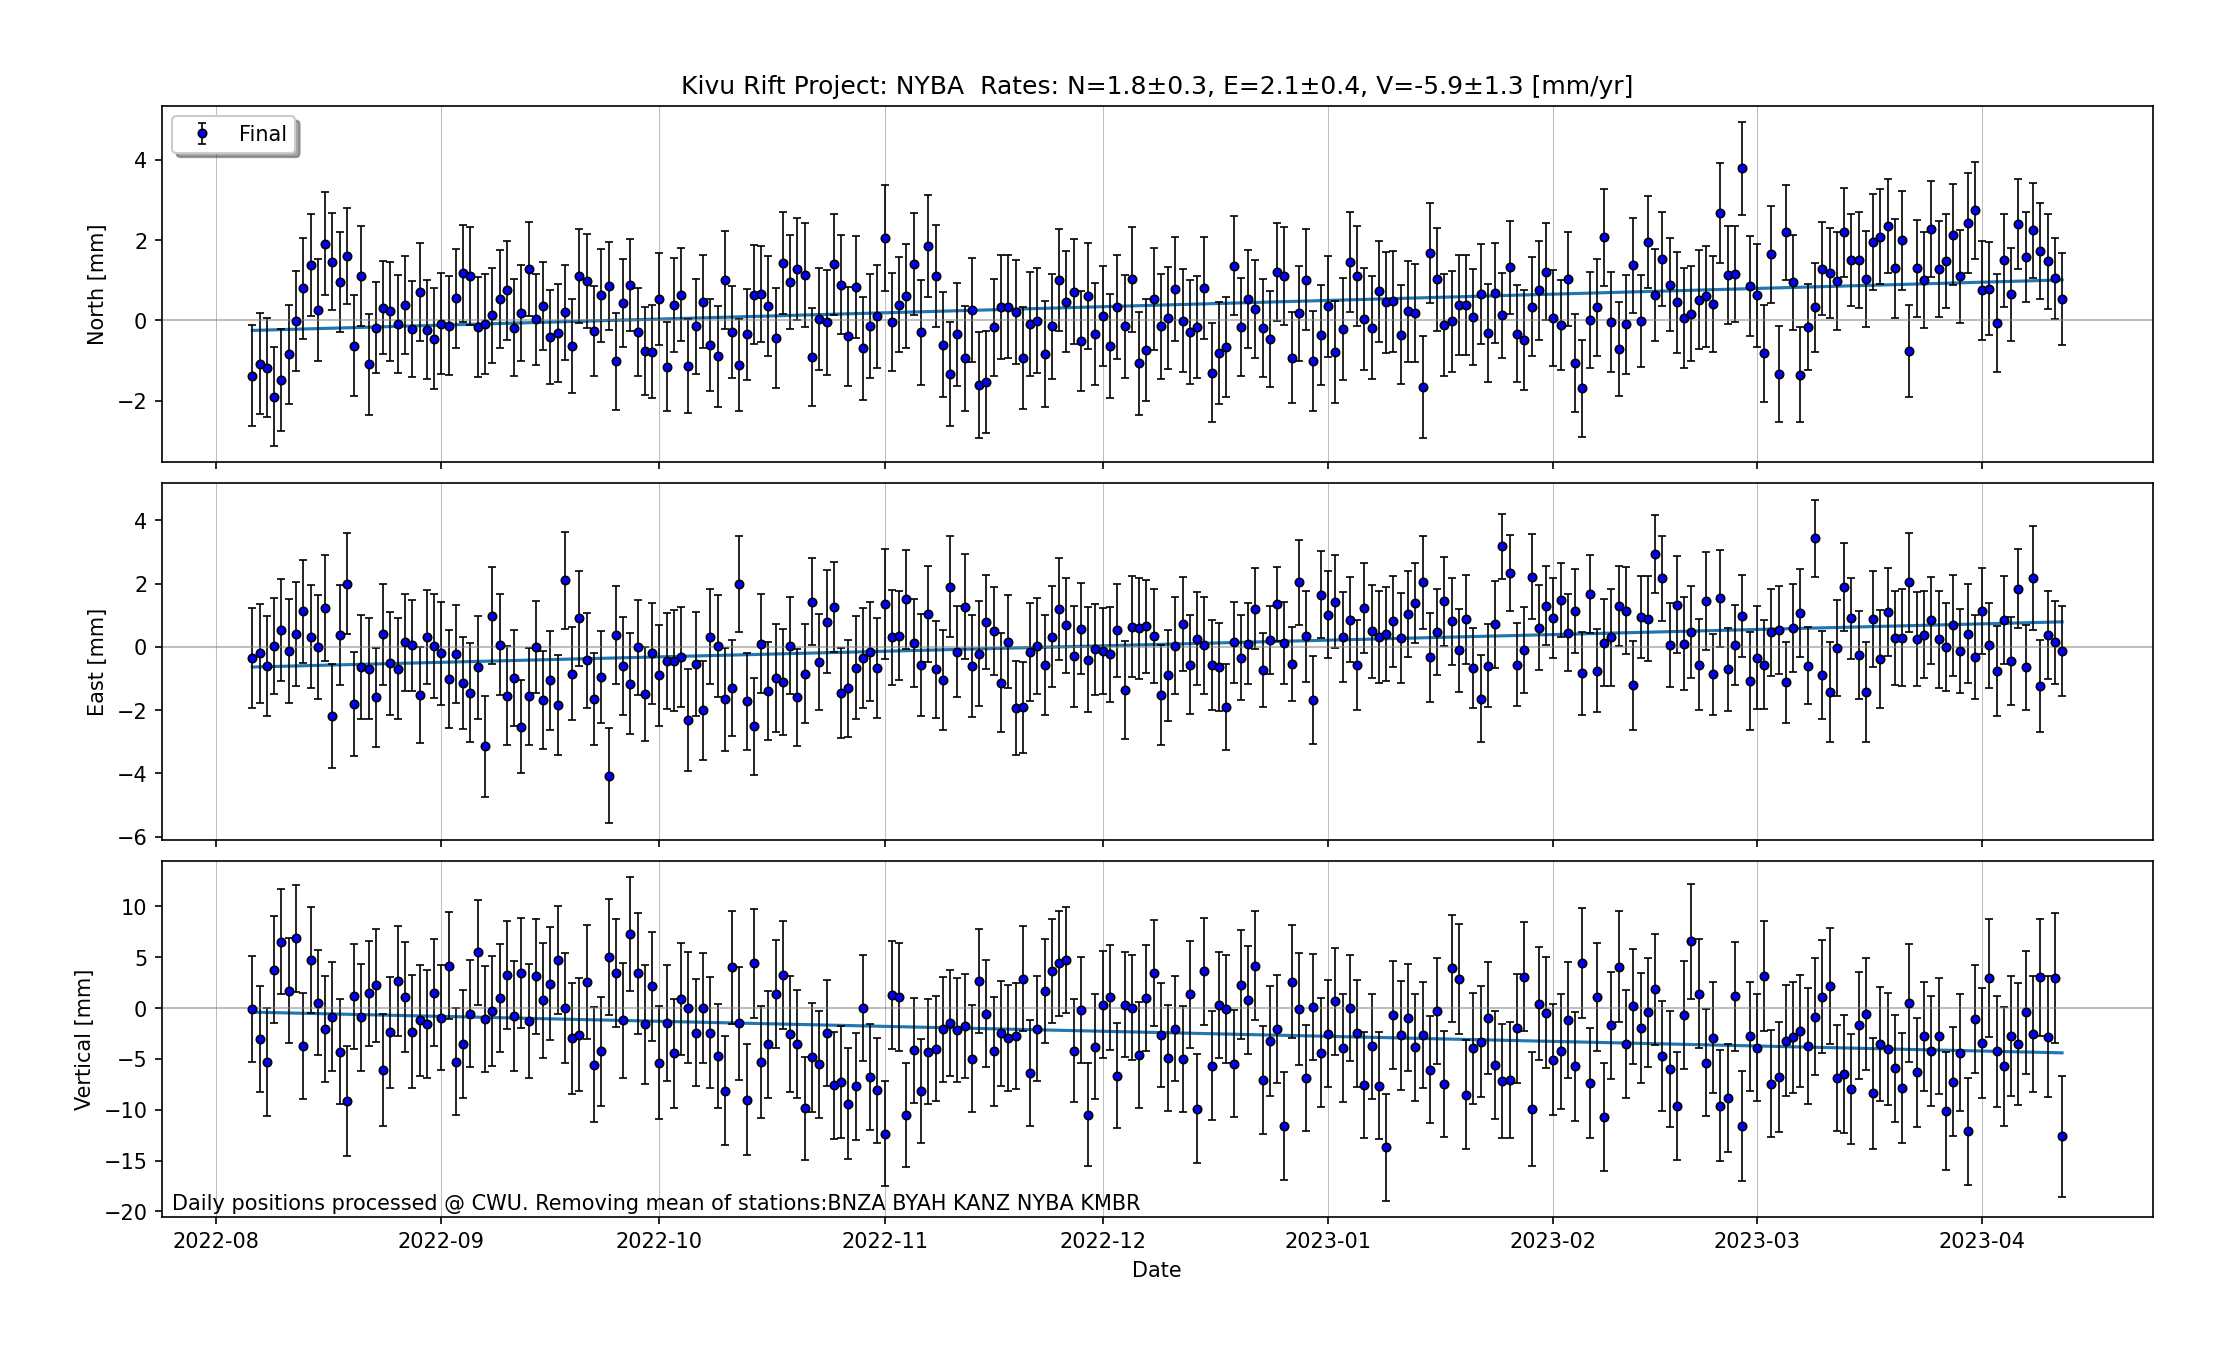 Kivu Rift Project: NYBA  Rates: N=1.8±0.3, E=2.1±0.4, V=-5.9±1.3 [mm/yr]
Final
North [mm]
4
2
0
−2
East [mm]
4
2
0
−2
−4
−6
Vertical [mm]
10
5
0
−5
−10
−15
−20
Daily positions processed @ CWU. Removing mean of stations:BNZA BYAH KANZ NYBA KMBR
2022-08 2022-09 2022-10 2022-11 2022-12 2023-01 2023-02 2023-03 2023-04
Date